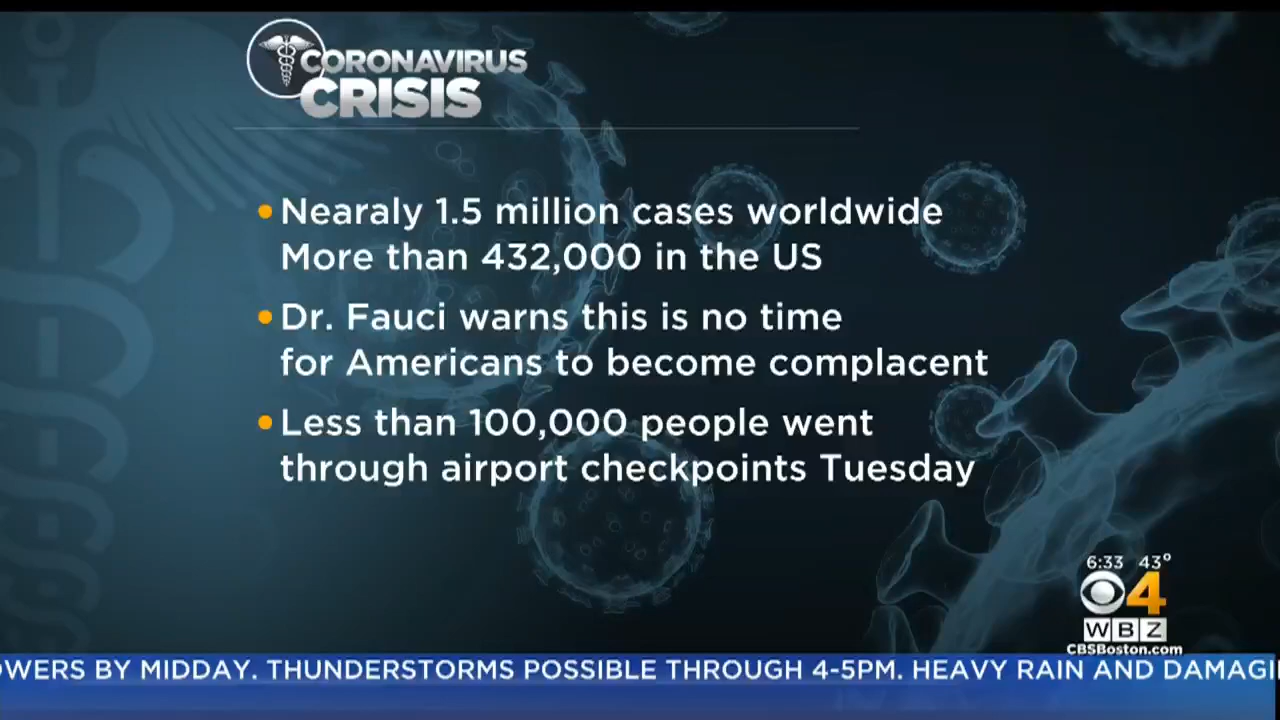 CORONAVIRUS
CRISIS
• Nearaly 1.5 million cases worldwide
More than 432,000 in the US
• Dr. Fauci warns this is no time
for Americans to become complacent
• Less than 100,000 people went
through airport checkpoints Tuesday
6:33 43°
4
WBZ
CBSBoston.com
OWERS BY MIDDAY. THUNDERSTORMS POSSIBLE THROUGH 4-5PM. HEAVY RAIN AND DAMAGI